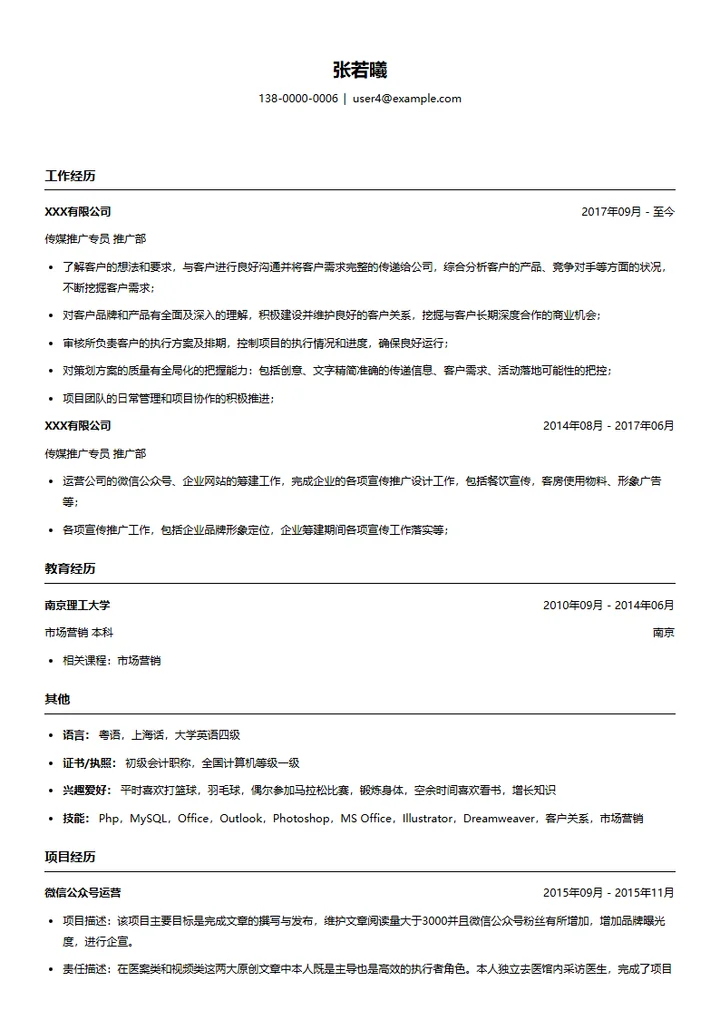 张若曦
138-0000-0006 | user4@example.com
工作经历
XXX有限公司 2017年09月 - 至今
传媒推广专员 推广部
• 了解客户的想法和要求，与客户进行良好沟通并将客户需求完整的传递给公司，综合分析客户的产品、竞争对手等方面的状况，
不断挖掘客户需求；
• 对客户品牌和产品有全面及深入的理解，积极建设并维护良好的客户关系，挖掘与客户长期深度合作的商业机会；
• 审核所负责客户的执行方案及排期，控制项目的执行情况和进度，确保良好运行；
• 对策划方案的质量有全局化的把握能力：包括创意、文字精简准确的传递信息、客户需求、活动落地可能性的把控；
• 项目团队的日常管理和项目协作的积极推进；
XXX有限公司 2014年08月 - 2017年06月
传媒推广专员 推广部
• 运营公司的微信公众号、企业网站的筹建工作，完成企业的各项宣传推广设计工作，包括餐饮宣传，客房使用物料、形象广告
等；
• 各项宣传推广工作，包括企业品牌形象定位，企业筹建期间各项宣传工作落实等；
教育经历
南京理工大学 2010年09月 - 2014年06月
市场营销 本科 南京
• 相关课程：市场营销
其他
• 语言： 粤语，上海话，大学英语四级
• 证书/执照： 初级会计职称，全国计算机等级一级
• 兴趣爱好： 平时喜欢打篮球，羽毛球，偶尔参加马拉松比赛，锻炼身体，空余时间喜欢看书，增长知识
• 技能： Php，MySQL，Office，Outlook，Photoshop，MS Office，Illustrator，Dreamweaver，客户关系，市场营销
项目经历
微信公众号运营 2015年09月 - 2015年11月
• 项目描述：该项目主要目标是完成文章的撰写与发布，维护文章阅读量大于3000并且微信公众号粉丝有所增加，增加品牌曝光
度，进行企宣。
• 责任描述：在医案类和视频类这两大原创文章中本人既是主导也是高效的执行者角色。本人独立去医馆内采访医生，完成了项目